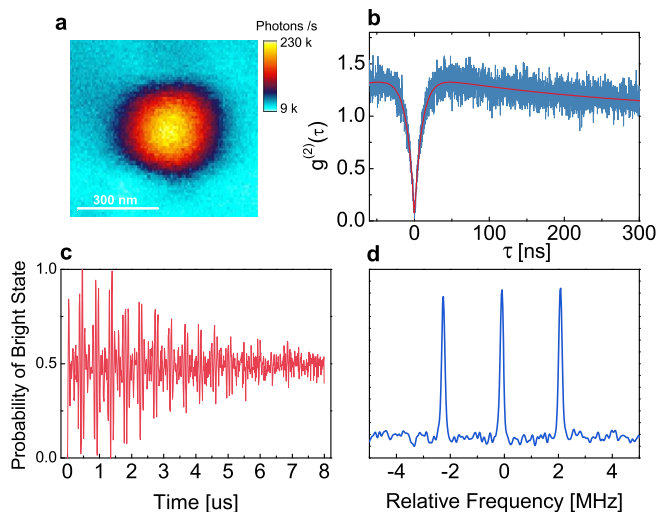 a
Photons /s
230 k
9 k
300 nm
b
1.5
1.0
0.5
0.0
g(2)(τ)
0
100
200
300
τ [ns]
c
1.0
0.5
0.0
Probability of Bright State
0
1
2
3
4
5
6
7
8
Time [us]
d
-4
-2
0
2
4
Relative Frequency [MHz]